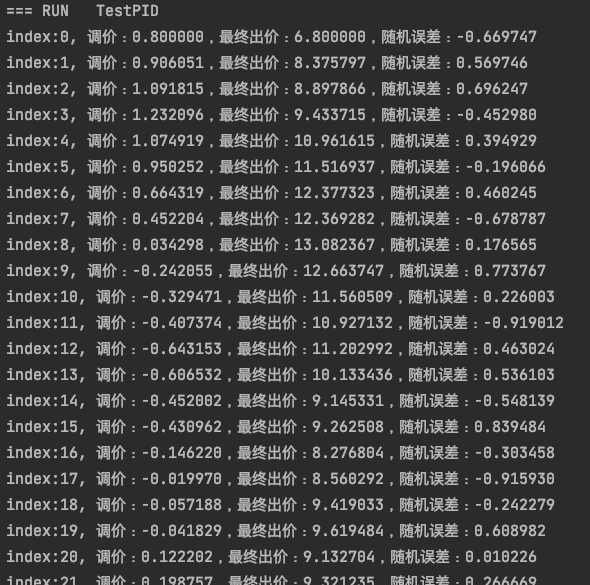 === RUN   TestPID
index:0, 调价：0.800000，最终出价：6.800000，随机误差：-0.669747
index:1, 调价：0.906051，最终出价：8.375797，随机误差：0.569746
index:2, 调价：1.091815，最终出价：8.897866，随机误差：0.696247
index:3, 调价：1.232096，最终出价：9.433715，随机误差：-0.452980
index:4, 调价：1.074919，最终出价：10.961615，随机误差：0.394929
index:5, 调价：0.950252，最终出价：11.516937，随机误差：-0.196066
index:6, 调价：0.664319，最终出价：12.377323，随机误差：0.460245
index:7, 调价：0.452204，最终出价：12.369282，随机误差：-0.678787
index:8, 调价：0.034298，最终出价：13.082367，随机误差：0.176565
index:9, 调价：-0.242055，最终出价：12.663747，随机误差：0.773767
index:10, 调价：-0.329471，最终出价：11.560509，随机误差：0.226003
index:11, 调价：-0.407374，最终出价：10.927132，随机误差：-0.919012
index:12, 调价：-0.643153，最终出价：11.202992，随机误差：0.463024
index:13, 调价：-0.606532，最终出价：10.133436，随机误差：0.536103
index:14, 调价：-0.452002，最终出价：9.145331，随机误差：-0.548139
index:15, 调价：-0.430962，最终出价：9.262508，随机误差：0.839484
index:16, 调价：-0.146220，最终出价：8.276804，随机误差：-0.303458
index:17, 调价：-0.019970，最终出价：8.560292，随机误差：-0.915930
index:18, 调价：-0.057188，最终出价：9.419033，随机误差：-0.242279
index:19, 调价：-0.041829，最终出价：9.619484，随机误差：0.608982
index:20, 调价：0.122202，最终出价：9.132704，随机误差：0.010226
index:21, 调价：0.198757，最终出价：9.321235，随机误差：0.266669